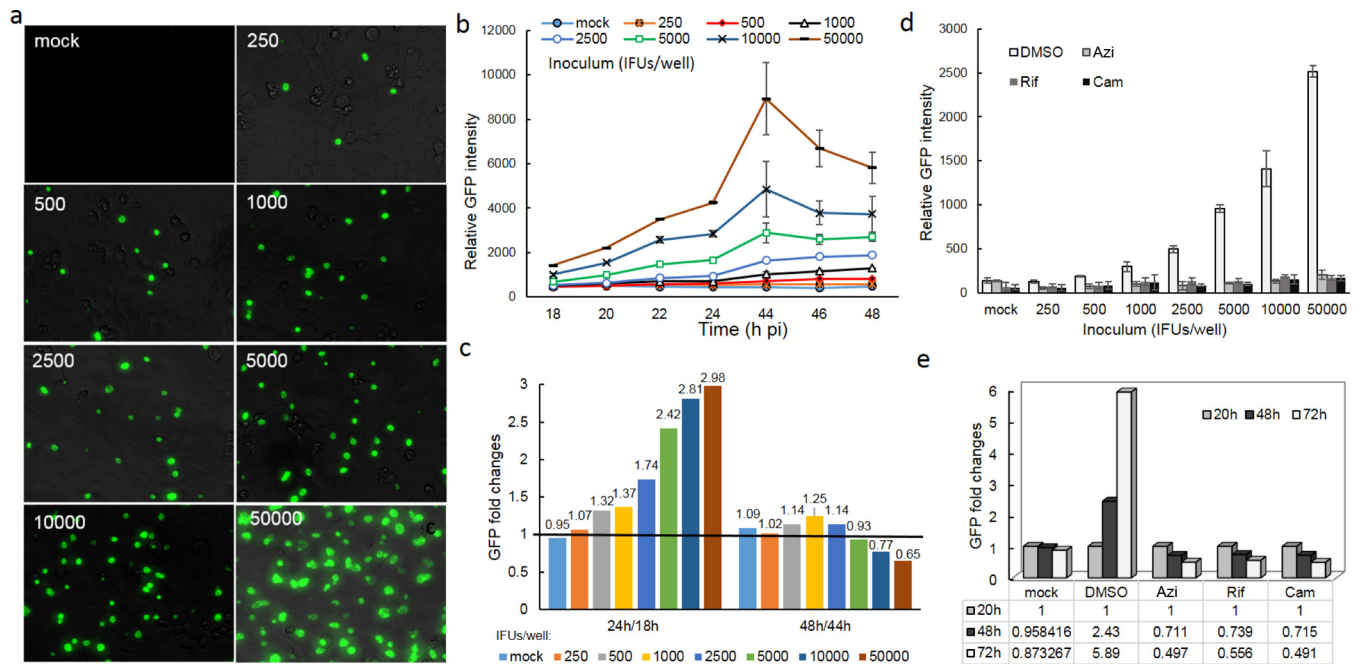 a
mock
250
500
1000
2500
5000
10000
50000
c
b
mock 250 500 1000
2500 5000 10000 50000
Inoculum (IFUs/well)
Relative GFP intensity
12000
10000
8000
6000
4000
2000
0
18 20 22 24 44 46 48
Time (h pi)
c
GFP fold changes
3
2.5
2
1.5
1
0.5
0
0.95 1.07 1.32 1.37 1.74 2.42 2.81 2.98
1.09 1.02 1.14 1.25 1.14 0.93 0.77 0.65
24h/18h 48h/44h
IFUs/well:
mock 250 500 1000 2500 5000 10000 50000
d
Relative GFP intensity
3000
2500
2000
1500
1000
500
0
DMSO Azi
Rif Cam
mock 250 500 1000 2500 5000 10000 50000
Inoculum (IFUs/well)
e
GFP fold changes
6
5
4
3
2
1
0
20h 48h 72h
mock DMSO Azi Rif Cam
20h 1 1 1 1 1
48h 0.958416 2.43 0.711 0.739 0.715
72h 0.873267 5.89 0.497 0.556 0.491